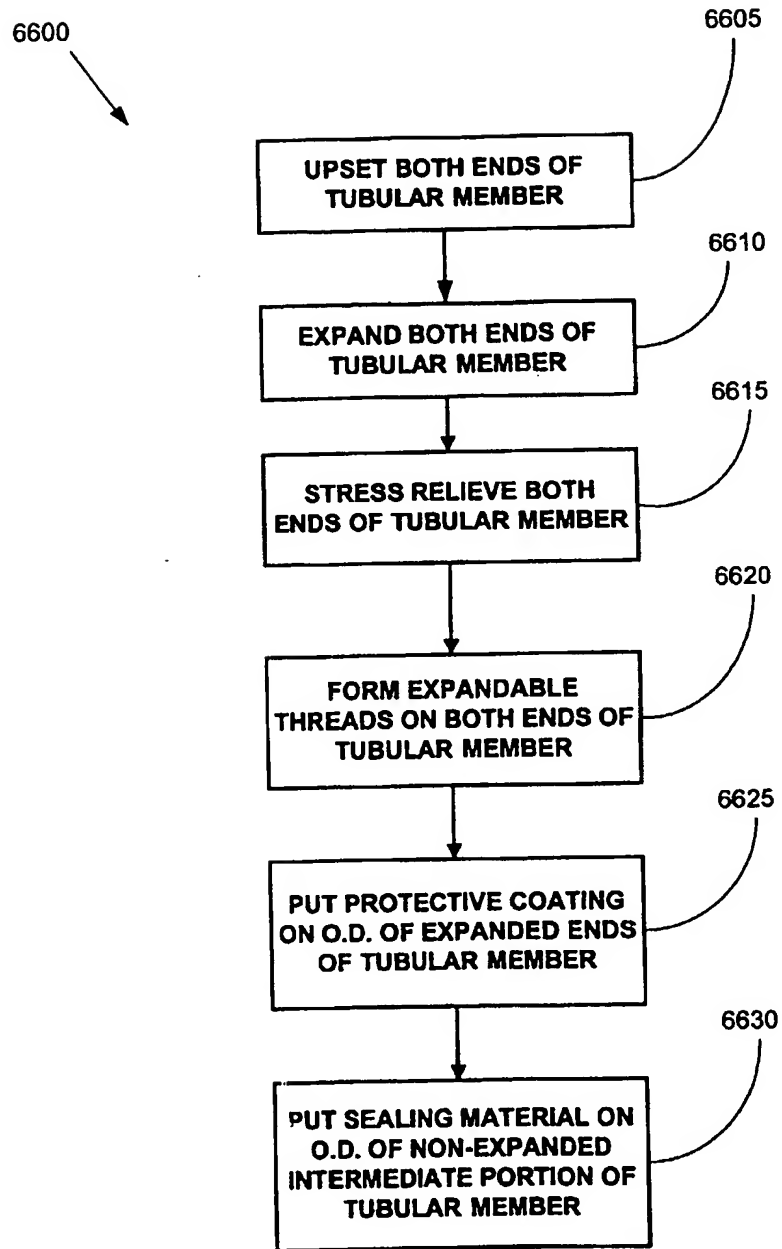 6600
6605
UPSET BOTH ENDS OF
TUBULAR MEMBER
6610
EXPAND BOTH ENDS OF
TUBULAR MEMBER
6615
STRESS RELIEVE BOTH
ENDS OF TUBULAR MEMBER
6620
FORM EXPANDABLE
THREADS ON BOTH ENDS OF
TUBULAR MEMBER
6625
PUT PROTECTIVE COATING
ON O.D. OF EXPANDED ENDS
OF TUBULAR MEMBER
6630
PUT SEALING MATERIAL ON
O.D. OF NON-EXPANDED
INTERMEDIATE PORTION OF
TUBULAR MEMBER